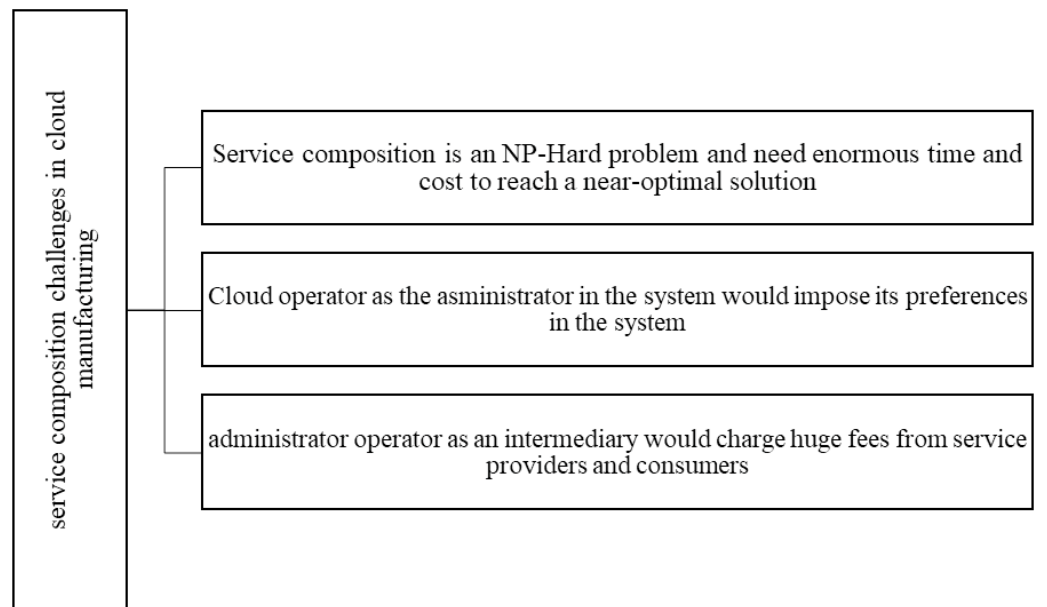 service composition challenges in cloud
manufacturing
Service composition is an NP-Hard problem and need enormous time and
cost to reach a near-optimal solution
Cloud operator as the asministrator in the system would impose its preferences
in the system
administrator operator as an intermediary would charge huge fees from service
providers and consumers